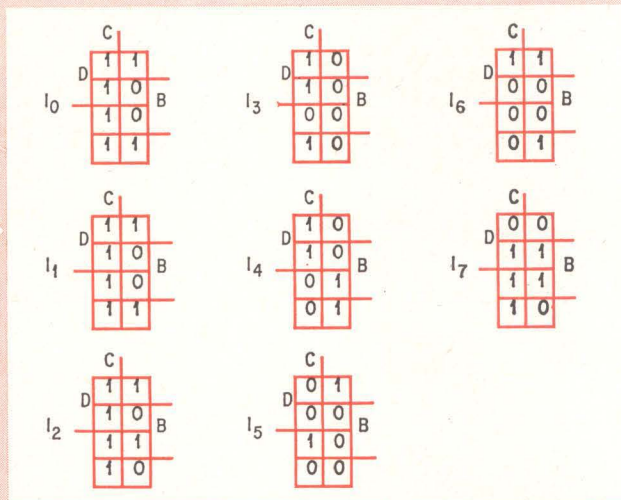 C C C
1 1 1 0 1 1
D D D
1 0 1 0 0 0
I0 B I3 B I6 B
1 0 0 0 0 0
1 1 1 0 0 1
C C C
1 1 1 0 0 0
D D D
1 0 1 0 1 1
I1 B I4 B I7 B
1 0 0 1 1 1
1 1 0 1 1 0
C C
1 1 0 1
D D
1 0 0 0
I2 B I5 B
1 1 1 0
1 0 0 0